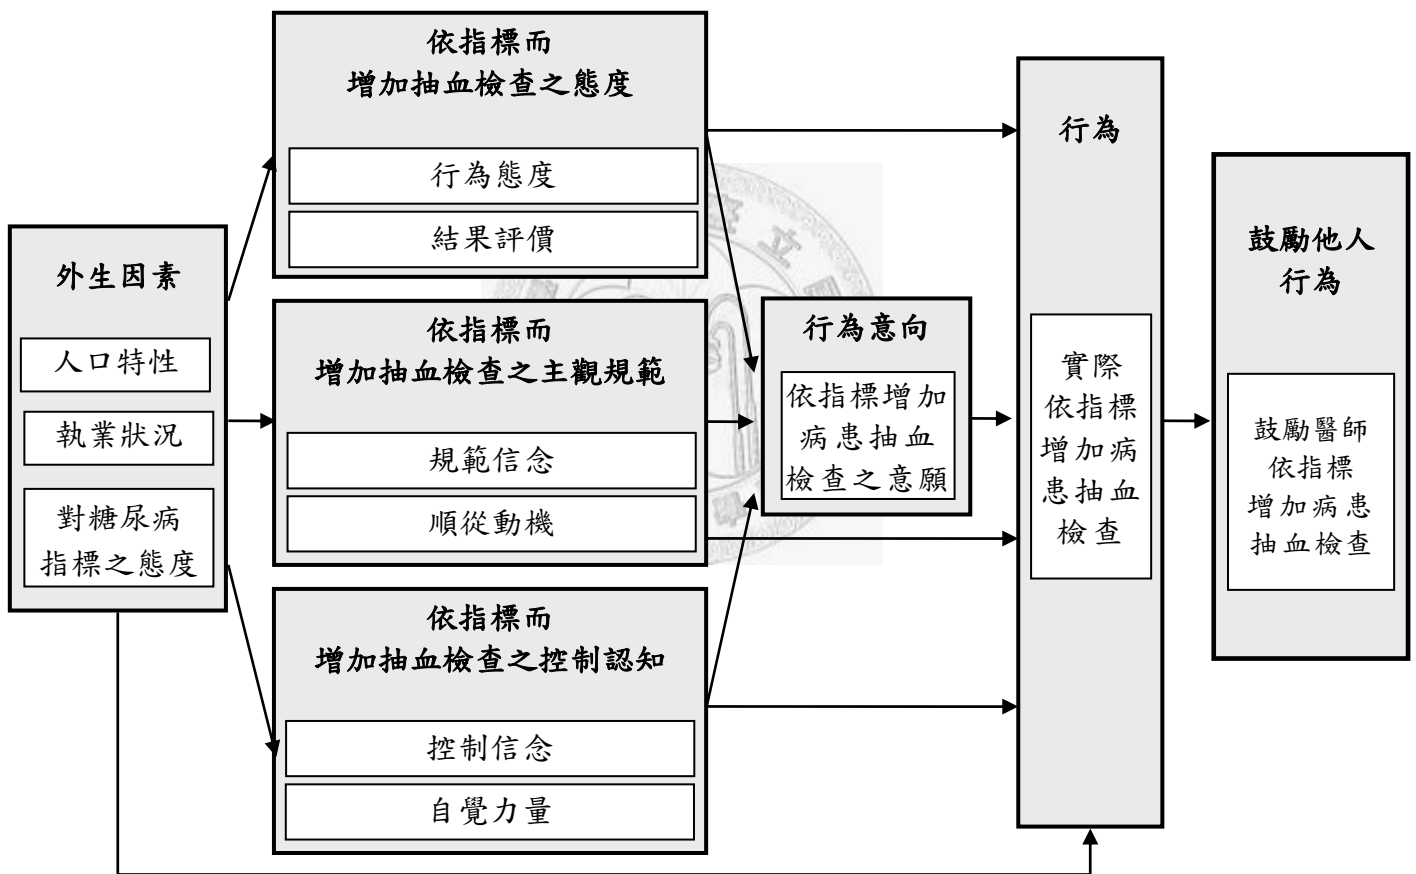 外生因素
人口特性
執業狀況
對糖尿病
指標之態度
依指標而
增加抽血檢查之態度
行為態度
結果評價
依指標而
增加抽血檢查之主觀規範
規範信念
順從動機
依指標而
增加抽血檢查之控制認知
控制信念
自覺力量
行為意向
依指標增加
病患抽血
檢查之意願
行為
實際
依指標
增加病
患抽血
檢查
鼓勵他人
行為
鼓勵醫師
依指標
增加病患
抽血檢查